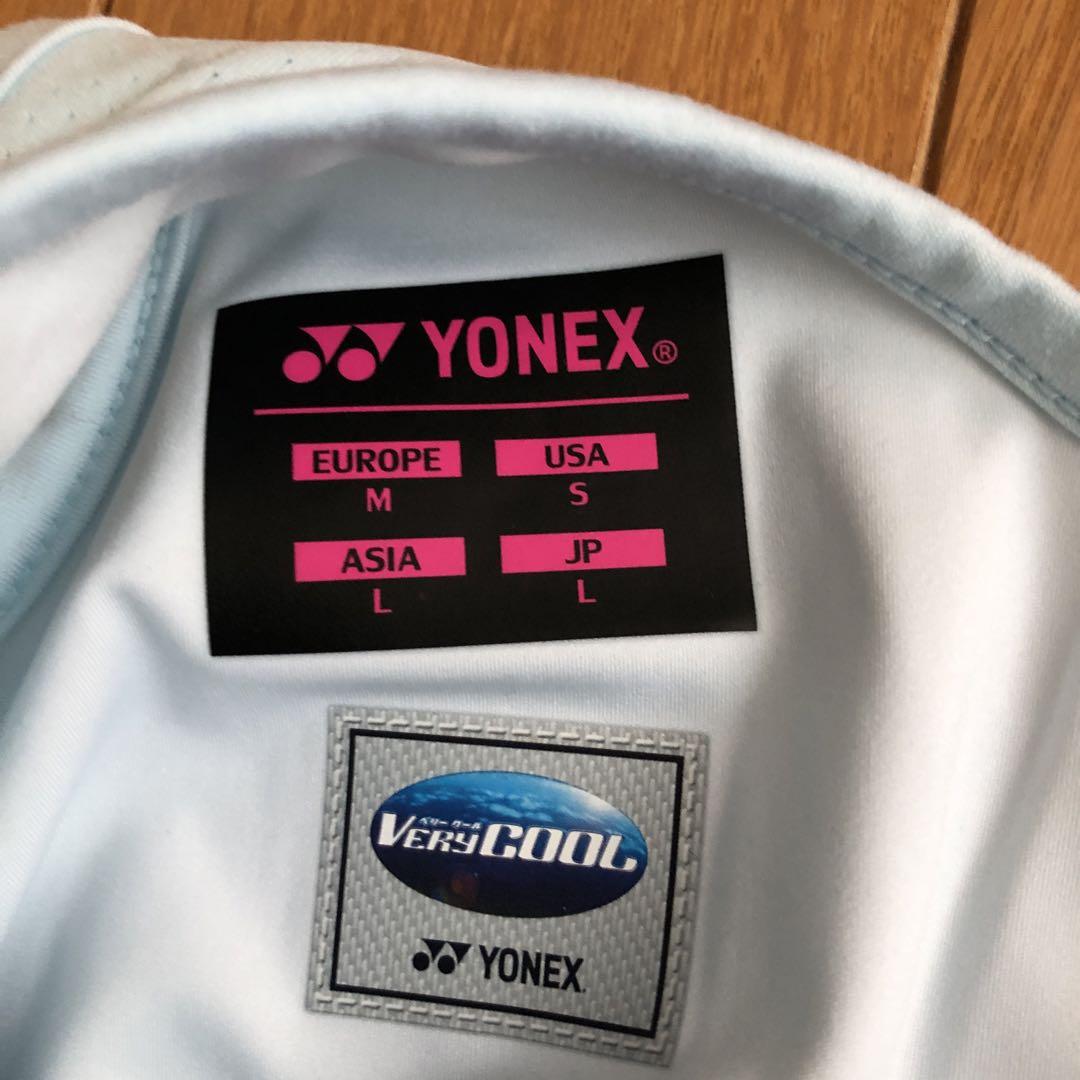 YONEX®
EUROPE
M
USA
S
ASIA
L
JP
L
ベリー クール
VERYCOOL
YONEX